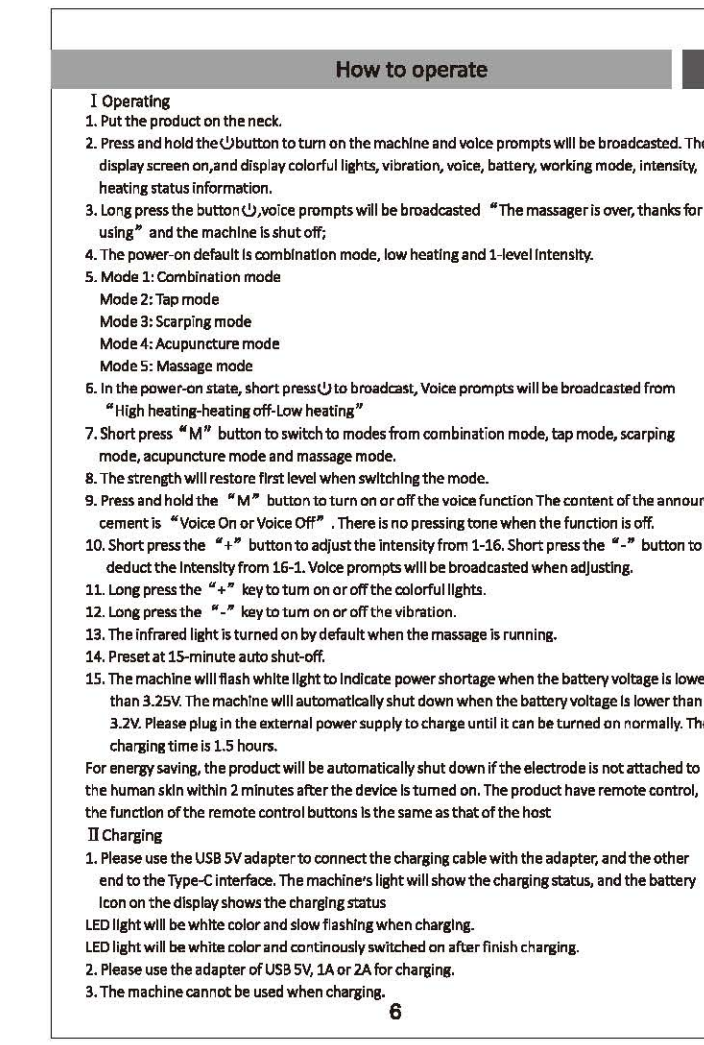 How to operate
Ⅰ Operating
1. Put the product on the neck.
2. Press and hold the⏻button to turn on the machine and voice prompts will be broadcasted. The
display screen on,and display colorful lights, vibration, voice, battery, working mode, intensity,
heating status information.
3. Long press the button⏻,voice prompts will be broadcasted “The massager is over, thanks for
using” and the machine is shut off;
4. The power-on default is combination mode, low heating and 1-level intensity.
5. Mode 1: Combination mode
Mode 2: Tap mode
Mode 3: Scarping mode
Mode 4: Acupuncture mode
Mode 5: Massage mode
6. In the power-on state, short press⏻to broadcast, Voice prompts will be broadcasted from
“High heating-heating off-Low heating”
7. Short press “M” button to switch to modes from combination mode, tap mode, scarping
mode, acupuncture mode and massage mode.
8. The strength will restore first level when switching the mode.
9. Press and hold the “M” button to turn on or off the voice function The content of the announ
cement is “Voice On or Voice Off”. There is no pressing tone when the function is off.
10. Short press the “+” button to adjust the intensity from 1-16. Short press the “-” button to
deduct the intensity from 16-1. Voice prompts will be broadcasted when adjusting.
11. Long press the “+” key to turn on or off the colorful lights.
12. Long press the “-” key to turn on or off the vibration.
13. The infrared light is turned on by default when the massage is running.
14. Preset at 15-minute auto shut-off.
15. The machine will flash white light to indicate power shortage when the battery voltage is lowe
than 3.25V. The machine will automatically shut down when the battery voltage is lower than
3.2V. Please plug in the external power supply to charge until it can be turned on normally. The
charging time is 1.5 hours.
For energy saving, the product will be automatically shut down if the electrode is not attached to
the human skin within 2 minutes after the device is turned on. The product have remote control,
the function of the remote control buttons is the same as that of the host
Ⅱ Charging
1. Please use the USB 5V adapter to connect the charging cable with the adapter, and the other
end to the Type-C interface. The machine's light will show the charging status, and the battery
icon on the display shows the charging status
LED light will be white color and slow flashing when charging.
LED light will be white color and continously switched on after finish charging.
2. Please use the adapter of USB 5V, 1A or 2A for charging.
3. The machine cannot be used when charging.
6